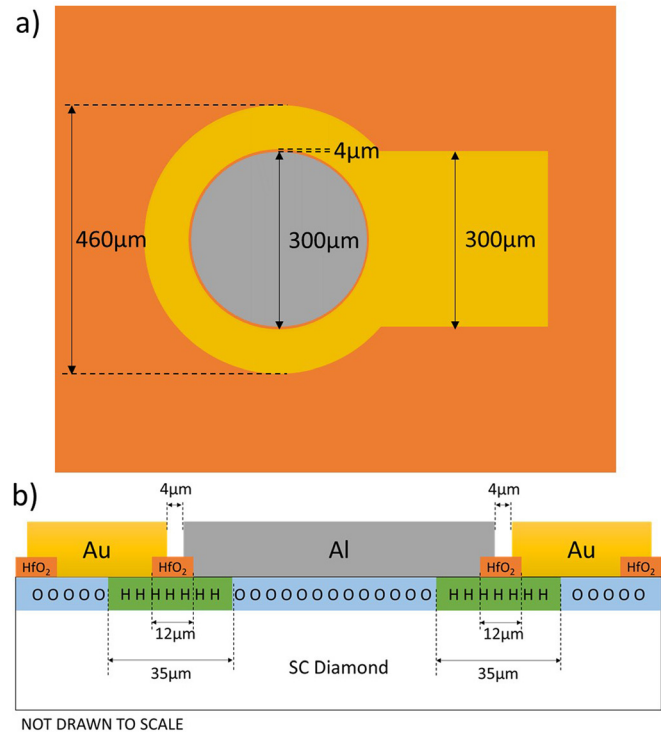 a)
4μm
460μm
300μm
300μm
b)
4μm
4μm
Au
Al
Au
HfO₂
HfO₂
HfO₂
HfO₂
O O O O O H H H H H H H O O O O O O O O O O O O O O H H H H H H H O O O O O
12μm
12μm
35μm
SC Diamond
35μm
NOT DRAWN TO SCALE